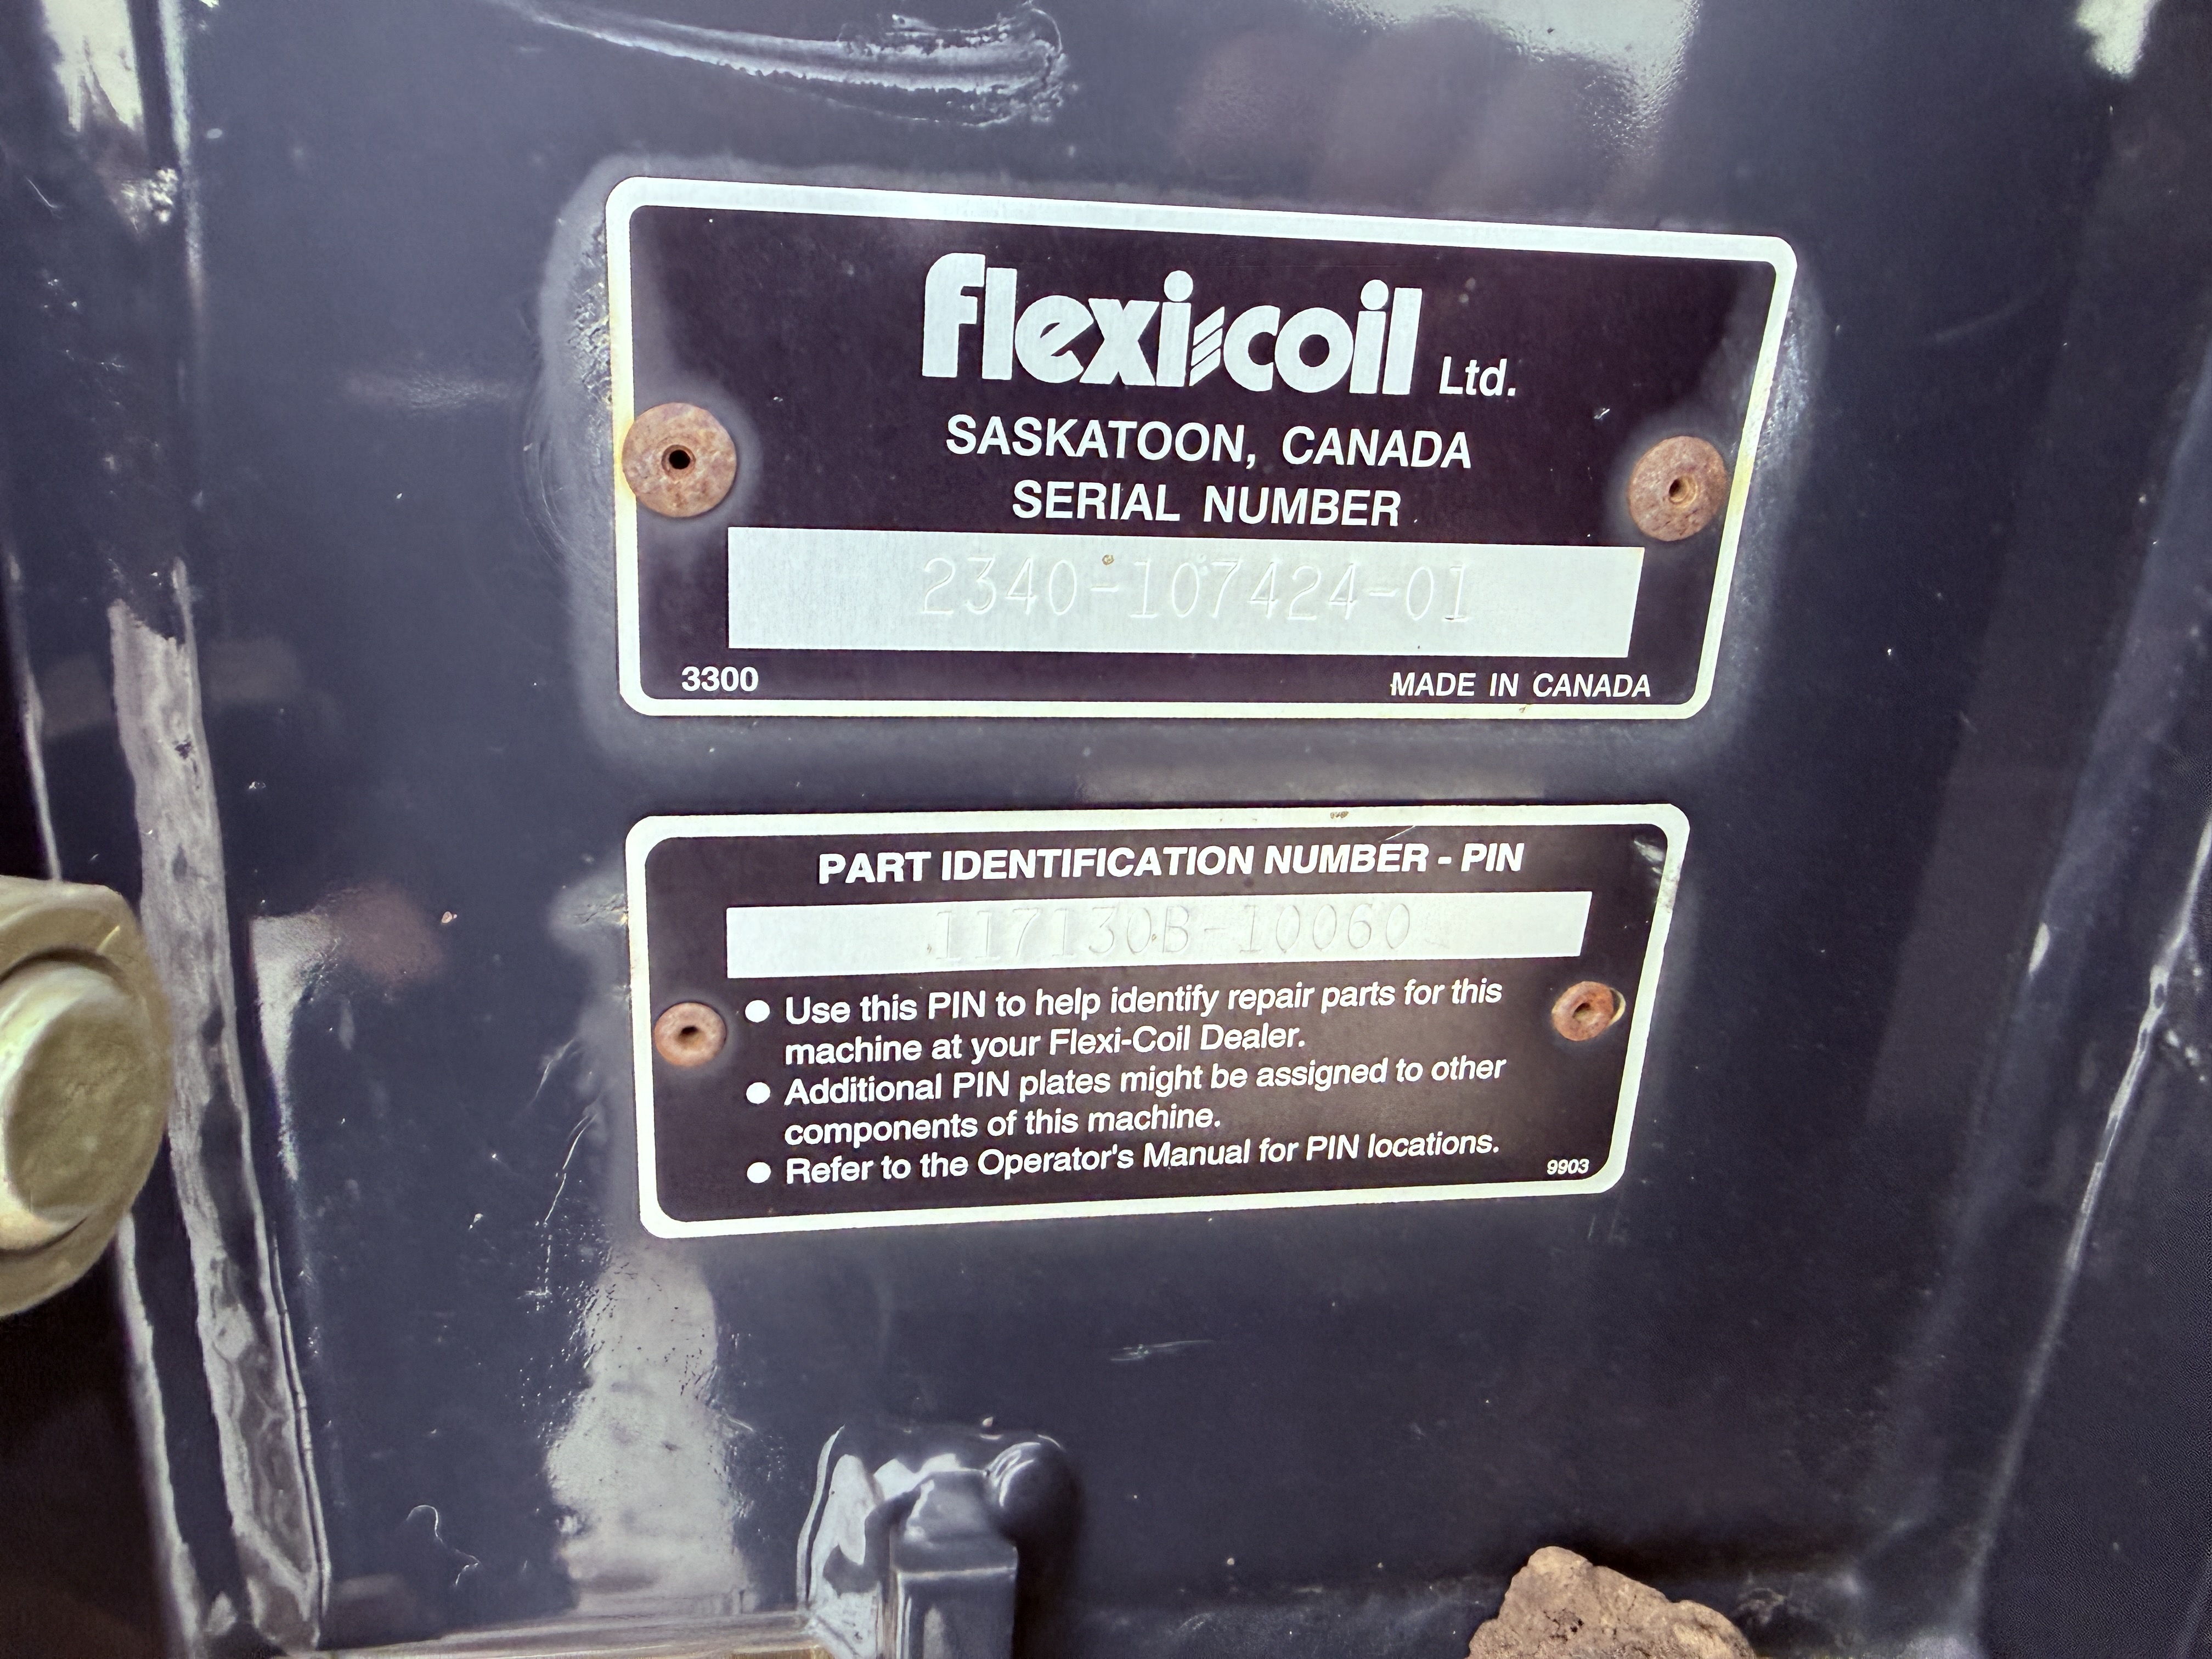 flexi-coil Ltd.
SASKATOON, CANADA
SERIAL NUMBER
2340-107424-01
3300 MADE IN CANADA
PART IDENTIFICATION NUMBER - PIN
117130B-10060
● Use this PIN to help identify repair parts for this
machine at your Flexi-Coil Dealer.
● Additional PIN plates might be assigned to other
components of this machine.
● Refer to the Operator's Manual for PIN locations.
9903